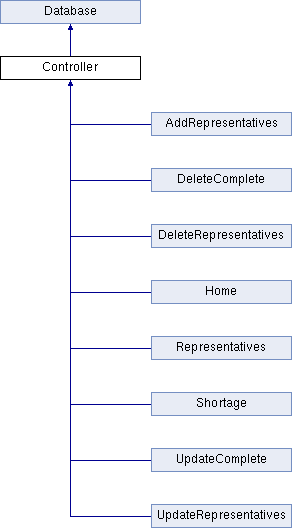 Database
Controller
AddRepresentatives
DeleteComplete
DeleteRepresentatives
Home
Representatives
Shortage
UpdateComplete
UpdateRepresentatives